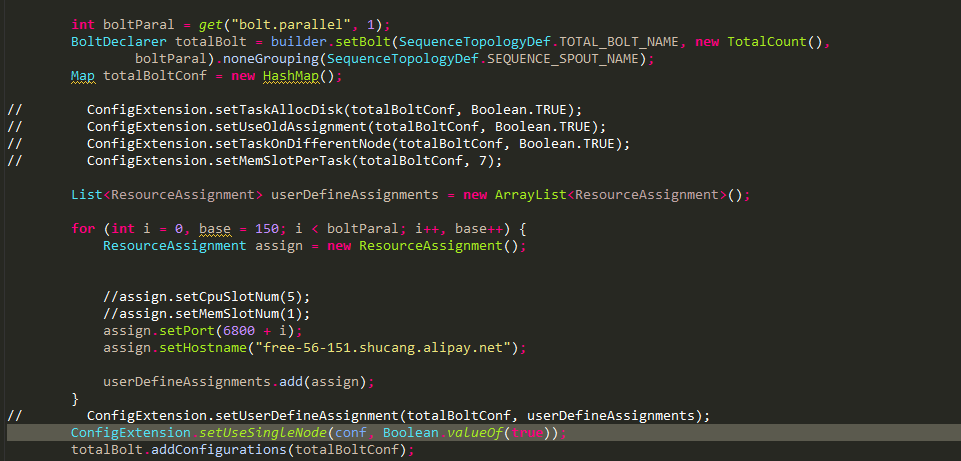 int boltParal = get("bolt.parallel", 1);
BoltDeclarer totalBolt = builder.setBolt(SequenceTopologyDef.TOTAL_BOLT_NAME, new TotalCount(),
boltParal).noneGrouping(SequenceTopologyDef.SEQUENCE_SPOUT_NAME);
Map totalBoltConf = new HashMap();
// ConfigExtension.setTaskAllocDisk(totalBoltConf, Boolean.TRUE);
// ConfigExtension.setUseOldAssignment(totalBoltConf, Boolean.TRUE);
// ConfigExtension.setTaskOnDifferentNode(totalBoltConf, Boolean.TRUE);
// ConfigExtension.setMemSlotPerTask(totalBoltConf, 7);
List<ResourceAssignment> userDefineAssignments = new ArrayList<ResourceAssignment>();
for (int i = 0, base = 150; i < boltParal; i++, base++) {
ResourceAssignment assign = new ResourceAssignment();
//assign.setCpuSlotNum(5);
//assign.setMemSlotNum(1);
assign.setPort(6800 + i);
assign.setHostname("free-56-151.shucang.alipay.net");
userDefineAssignments.add(assign);
}
// ConfigExtension.setUserDefineAssignment(totalBoltConf, userDefineAssignments);
ConfigExtension.setUseSingleNode(conf, Boolean.valueOf(true));
totalBolt.addConfigurations(totalBoltConf);